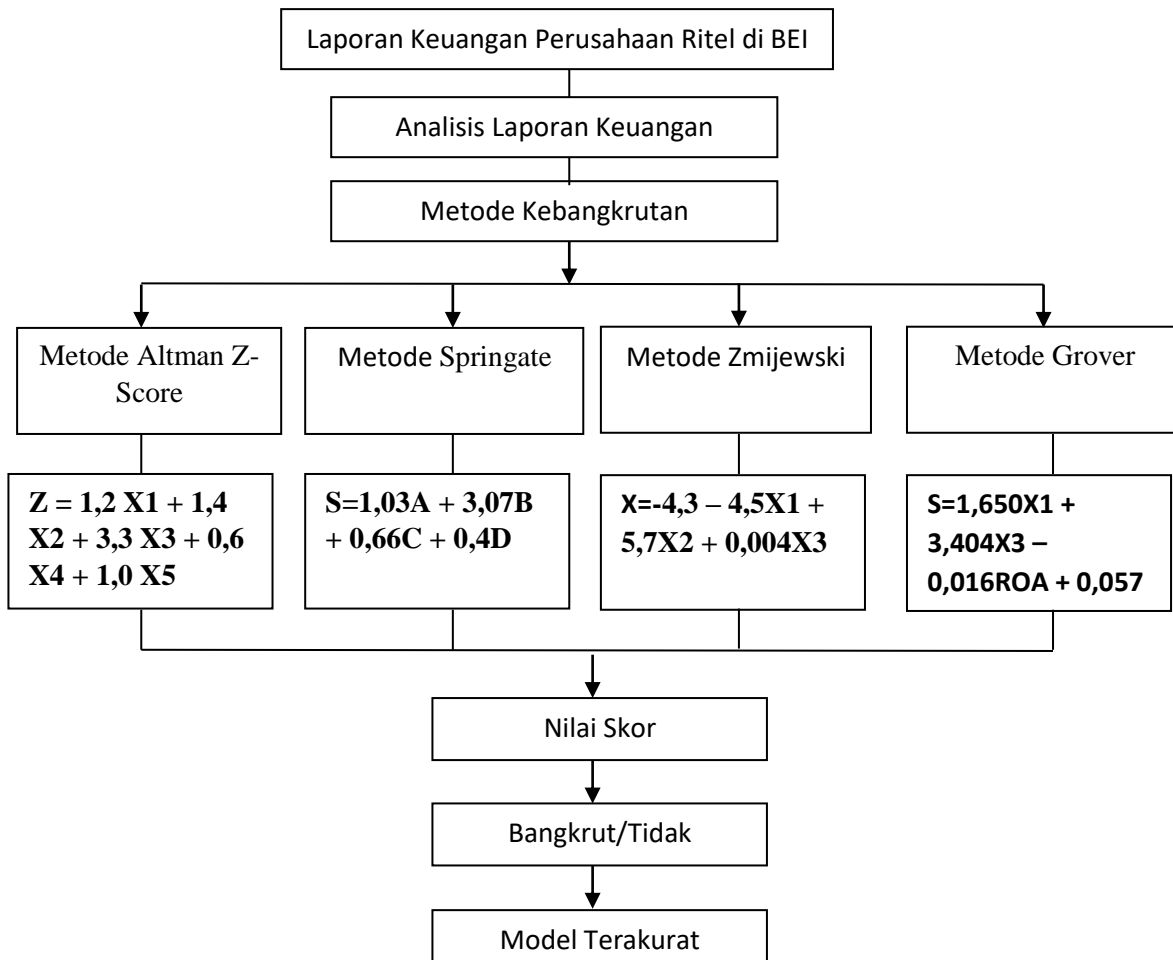 Laporan Keuangan Perusahaan Ritel di BEI
Analisis Laporan Keuangan
Metode Kebangkrutan
Metode Altman Z-
Score
Metode Springate
Metode Zmijewski
Metode Grover
Z = 1,2 X1 + 1,4
X2 + 3,3 X3 + 0,6
X4 + 1,0 X5
S=1,03A + 3,07B
+ 0,66C + 0,4D
X=-4,3 – 4,5X1 +
5,7X2 + 0,004X3
S=1,650X1 +
3,404X3 –
0,016ROA + 0,057
Nilai Skor
Bangkrut/Tidak
Model Terakurat